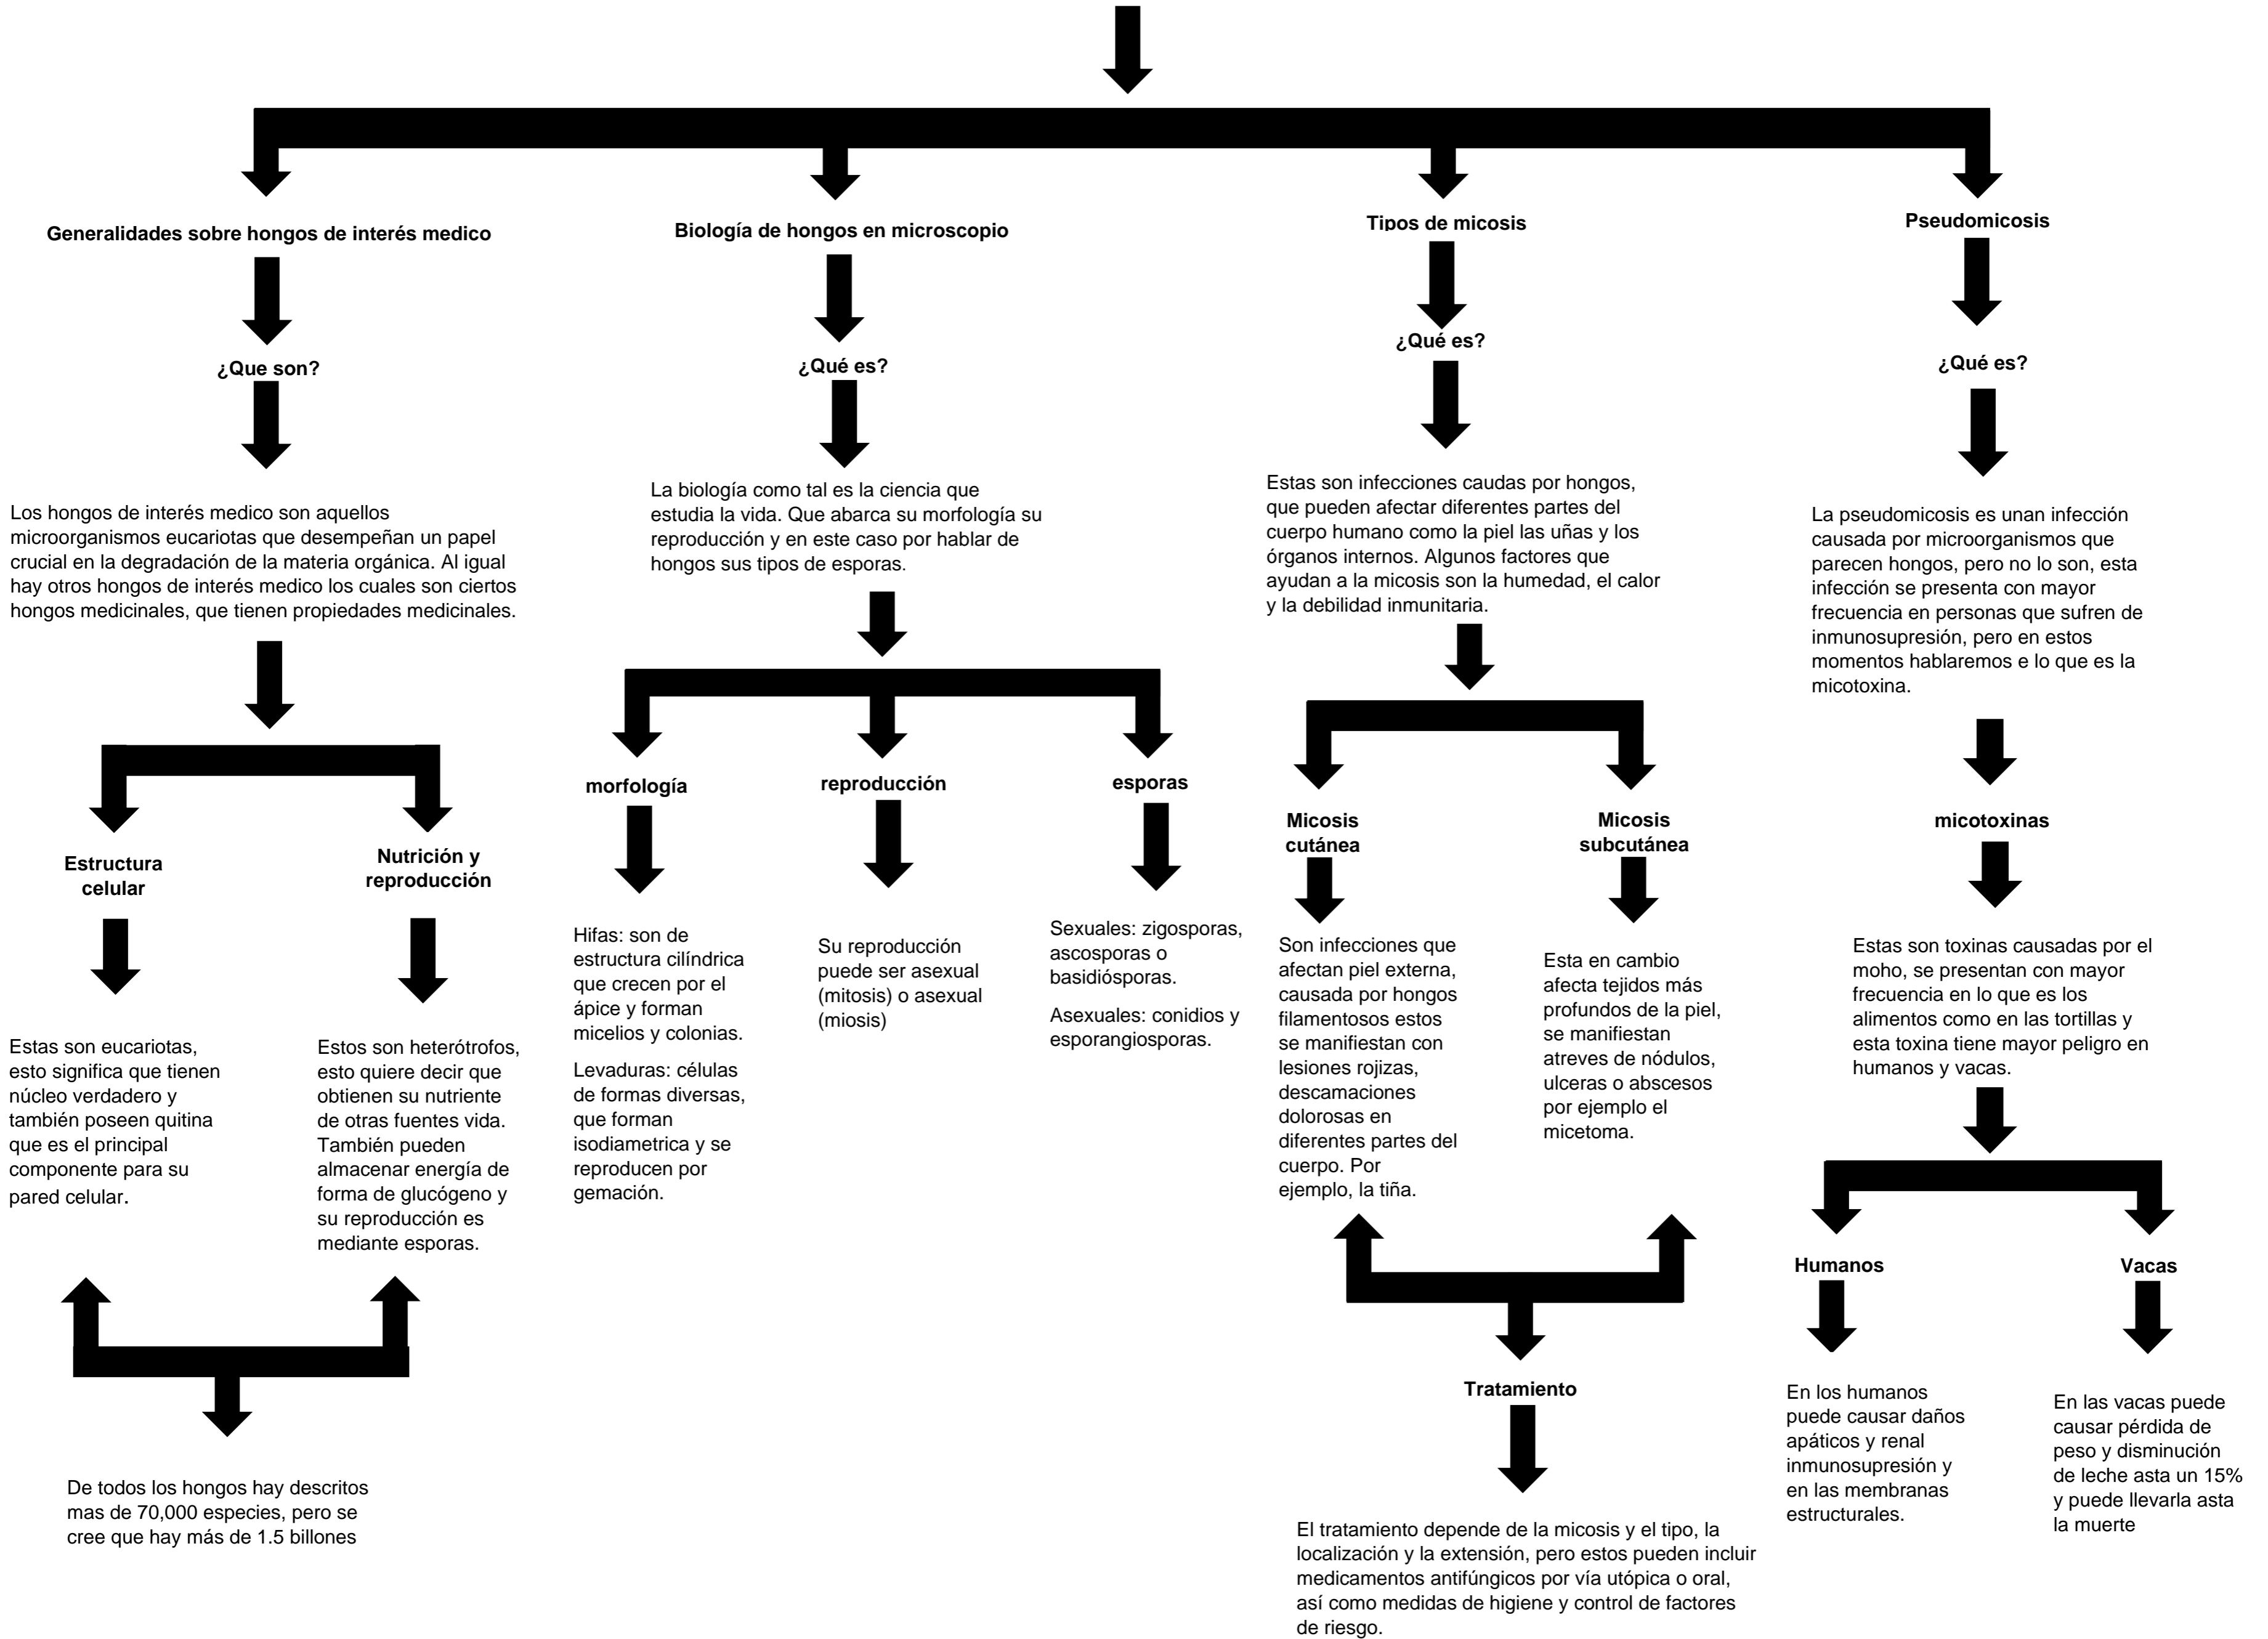 Generalidades sobre hongos de interés medico
¿Que son?
Los hongos de interés medico son aquellos
microorganismos eucariotas que desempeñan un papel
crucial en la degradación de la materia orgánica. Al igual
hay otros hongos de interés medico los cuales son ciertos
hongos medicinales, que tienen propiedades medicinales.
Estructura
celular
Estas son eucariotas,
esto significa que tienen
núcleo verdadero y
también poseen quitina
que es el principal
componente para su
pared celular.
Nutrición y
reproducción
Estos son heterótrofos,
esto quiere decir que
obtienen su nutriente
de otras fuentes vida.
También pueden
almacenar energía de
forma de glucógeno y
su reproducción es
mediante esporas.
De todos los hongos hay descritos
mas de 70,000 especies, pero se
cree que hay más de 1.5 billones
Biología de hongos en microscopio
¿Qué es?
La biología como tal es la ciencia que
estudia la vida. Que abarca su morfología su
reproducción y en este caso por hablar de
hongos sus tipos de esporas.
morfología
Hifas: son de
estructura cilíndrica
que crecen por el
ápice y forman
micelios y colonias.
Levaduras: células
de formas diversas,
que forman
isodiametrica y se
reproducen por
gemación.
reproducción
Su reproducción
puede ser asexual
(mitosis) o asexual
(miosis)
esporas
Sexuales: zigosporas,
ascosporas o
basidiósporas.
Asexuales: conidios y
esporangiosporas.
Tipos de micosis
¿Qué es?
Estas son infecciones caudas por hongos,
que pueden afectar diferentes partes del
cuerpo humano como la piel las uñas y los
órganos internos. Algunos factores que
ayudan a la micosis son la humedad, el calor
y la debilidad inmunitaria.
Micosis
cutánea
Son infecciones que
afectan piel externa,
causada por hongos
filamentosos estos
se manifiestan con
lesiones rojizas,
descamaciones
dolorosas en
diferentes partes del
cuerpo. Por
ejemplo, la tiña.
Micosis
subcutánea
Esta en cambio
afecta tejidos más
profundos de la piel,
se manifiestan
atreves de nódulos,
ulceras o abscesos
por ejemplo el
micetoma.
Tratamiento
El tratamiento depende de la micosis y el tipo, la
localización y la extensión, pero estos pueden incluir
medicamentos antifúngicos por vía utópica o oral,
así como medidas de higiene y control de factores
de riesgo.
Pseudomicosis
¿Qué es?
La pseudomicosis es unan infección
causada por microorganismos que
parecen hongos, pero no lo son, esta
infección se presenta con mayor
frecuencia en personas que sufren de
inmunosupresión, pero en estos
momentos hablaremos e lo que es la
micotoxina.
micotoxinas
Estas son toxinas causadas por el
moho, se presentan con mayor
frecuencia en lo que es los
alimentos como en las tortillas y
esta toxina tiene mayor peligro en
humanos y vacas.
Humanos
En los humanos
puede causar daños
apáticos y renal
inmunosupresión y
en las membranas
estructurales.
Vacas
En las vacas puede
causar pérdida de
peso y disminución
de leche asta un 15%
y puede llevarla asta
la muerte